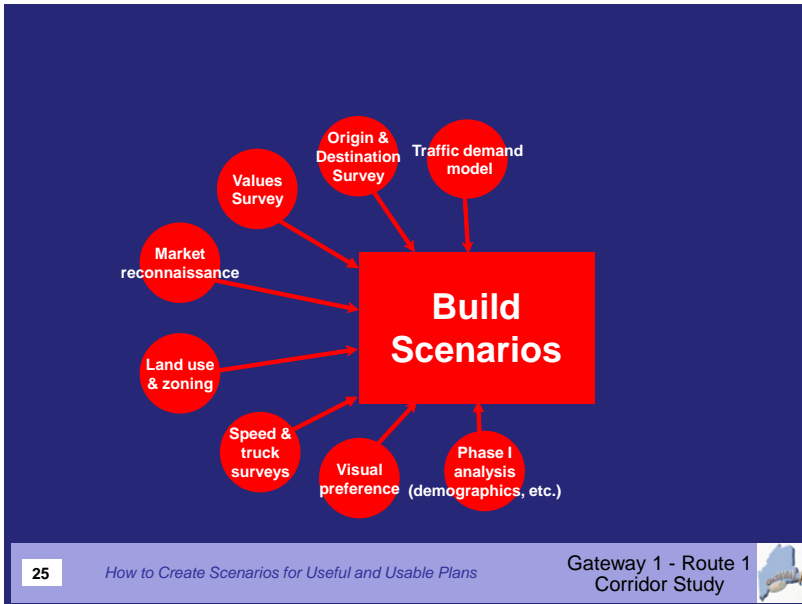 Origin &
Destination
Survey
Traffic demand
model
Values
Survey
Market
reconnaissance
Build
Scenarios
Land use
& zoning
Speed &
truck
surveys
Visual
preference
Phase I
analysis
(demographics, etc.)
25
How to Create Scenarios for Useful and Usable Plans
Gateway 1 - Route 1
Corridor Study